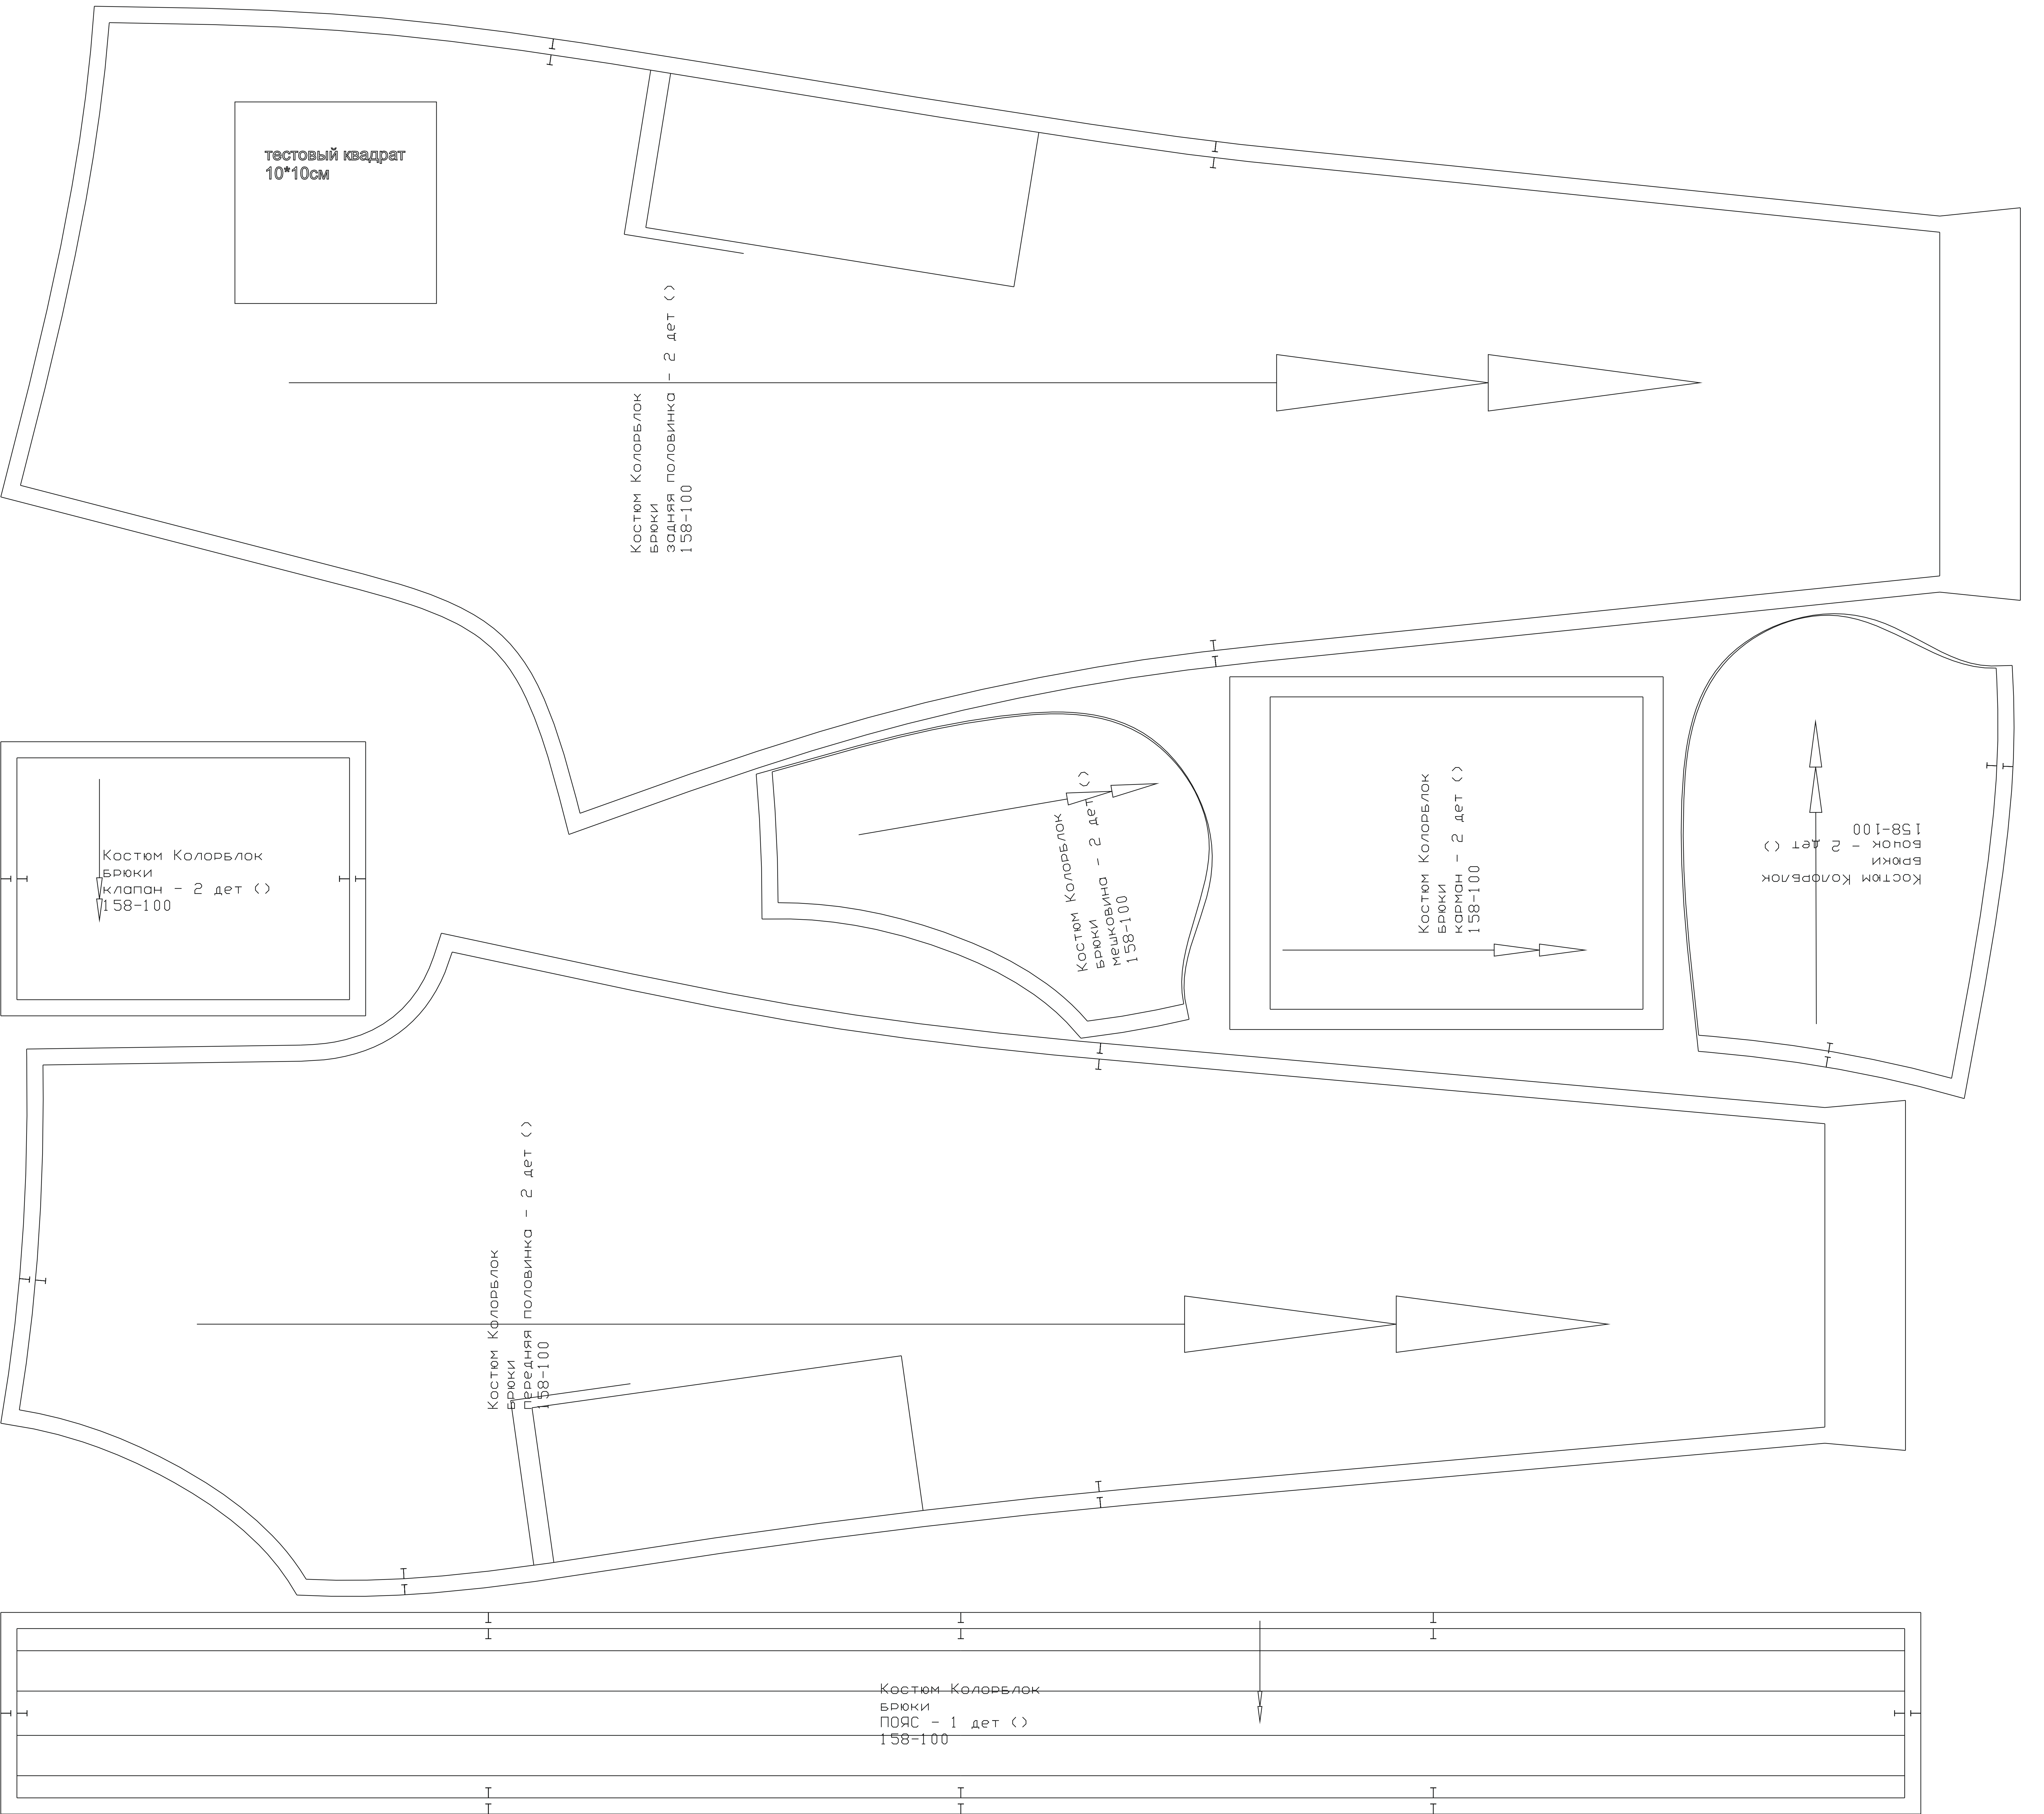 тестовый квадрат
10*10см
Костюм Колорблок
Брюки
задняя половинка - 2 дет ()
158-100
Костюм Колорблок
Брюки
клапан - 2 дет ()
158-100
Костюм Колорблок
Брюки
мешковина - 2 дет ()
158-100
Костюм Колорблок
Брюки
карман - 2 дет ()
158-100
Костюм Колорблок
Брюки
Бочок - 2 дет ()
158-100
Костюм Колорблок
Брюки
Передняя половинка - 2 дет ()
158-100
Костюм Колорблок
Брюки
ПОЯС - 1 дет ()
158-100